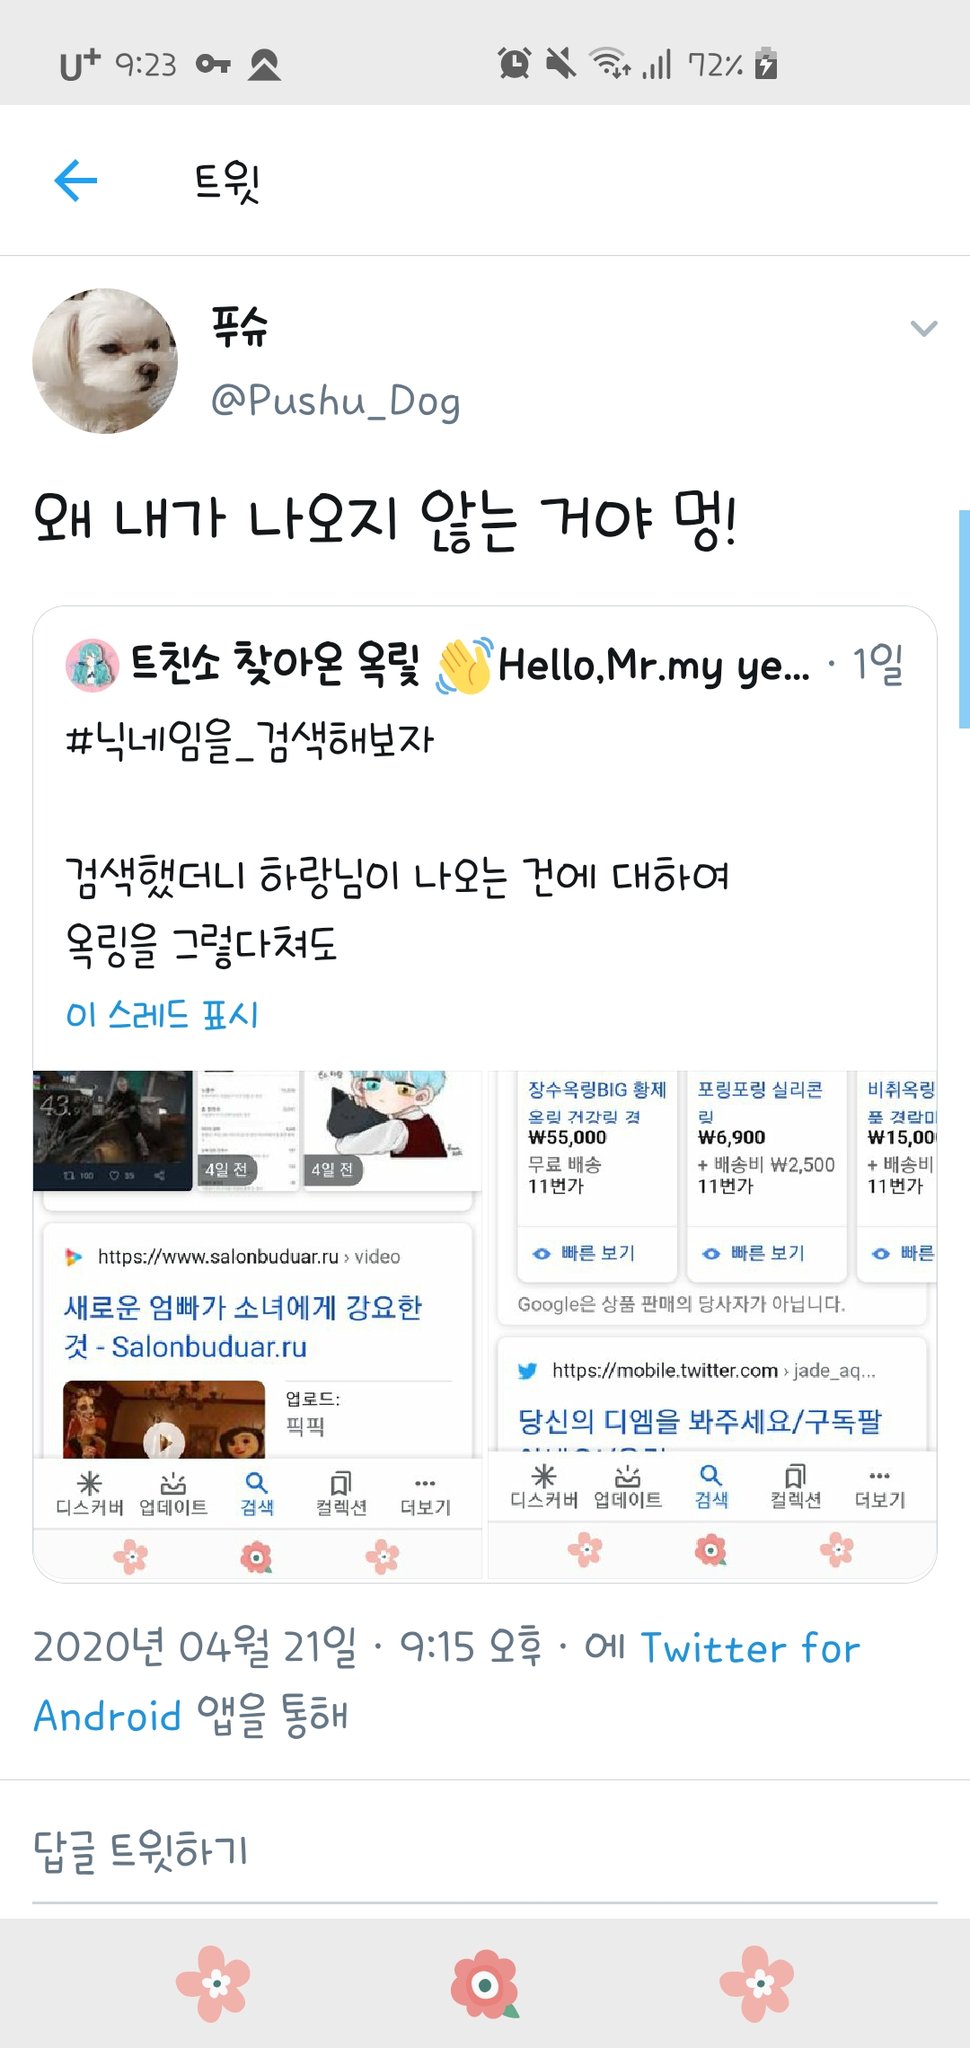 U+ 9:23 72%
트윗
푸슈
@Pushu_Dog
왜 내가 나오지 않는 거야 멍!
트친소 찾아온 옥맃 👋Hello,Mr.my ye... · 1일
#닉네임을_검색해보자
검색했더니 하랑님이 나오는 건에 대하여
옥링을 그렇다쳐도
이 스레드 표시
서울
43.
100 35
4일 전
4일 전
https://www.salonbuduar.ru › video
새로운 엄빠가 소녀에게 강요한
것 - Salonbuduar.ru
업로드:
픽픽
디스커버 업데이트 검색 컬렉션 더보기
장수옥링BIG 황제
옥링 건강링 경
₩55,000
무료 배송
11번가
빠른 보기
포링포링 실리콘
링
₩6,900
+ 배송비 ₩2,500
11번가
빠른 보기
비취옥링
₩15,00
+ 배송비
11번가
빠른
Google은 상품 판매의 당사자가 아닙니다.
https://mobile.twitter.com › jade_aq...
당신의 디엠을 봐주세요/구독팔
디스커버 업데이트 검색 컬렉션 더보기
2020년 04월 21일 · 9:15 오후 · 에 Twitter for
Android 앱을 통해
답글 트윗하기